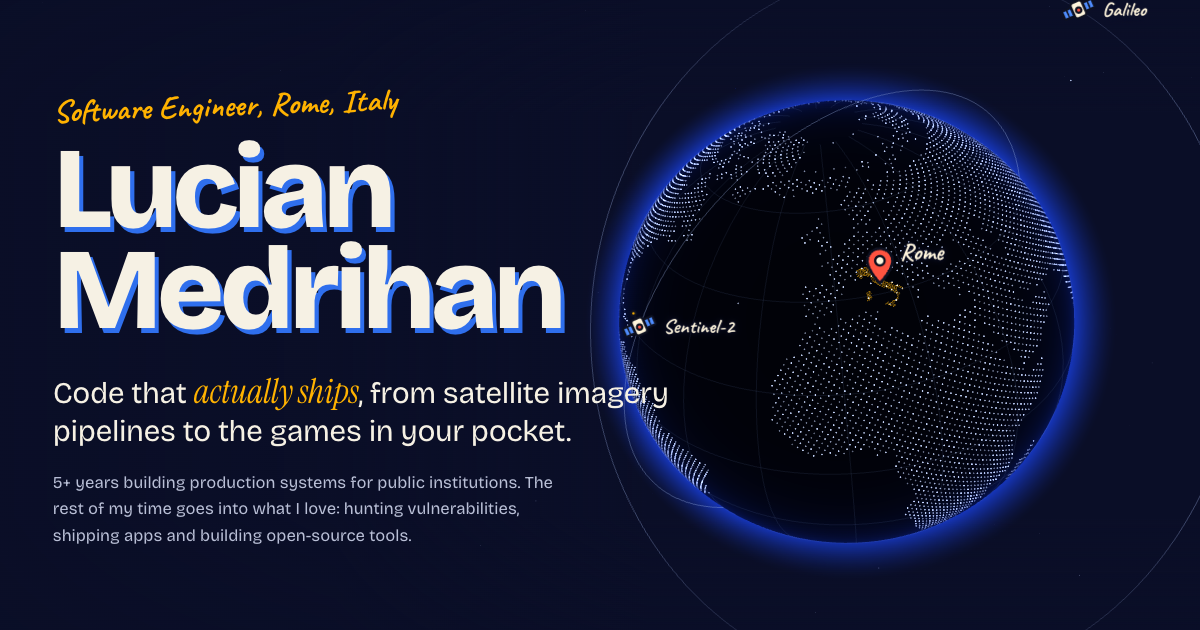 Galileo
Software Engineer, Rome, Italy
Lucian
Medrihan
Rome
Sentinel-2
Code that actually ships, from satellite imagery
pipelines to the games in your pocket.
5+ years building production systems for public institutions. The
rest of my time goes into what I love: hunting vulnerabilities,
shipping apps and building open-source tools.